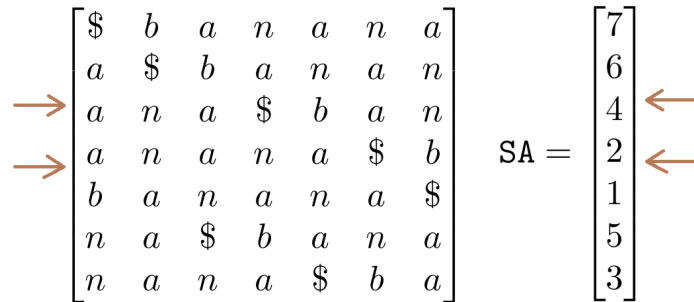 $ b a n a n a 7
a $ b a n a n 6
a n a $ b a n 4
a n a n a $ b SA = 2
b a n a n a $ 1
n a $ b a n a 5
n a n a $ b a 3